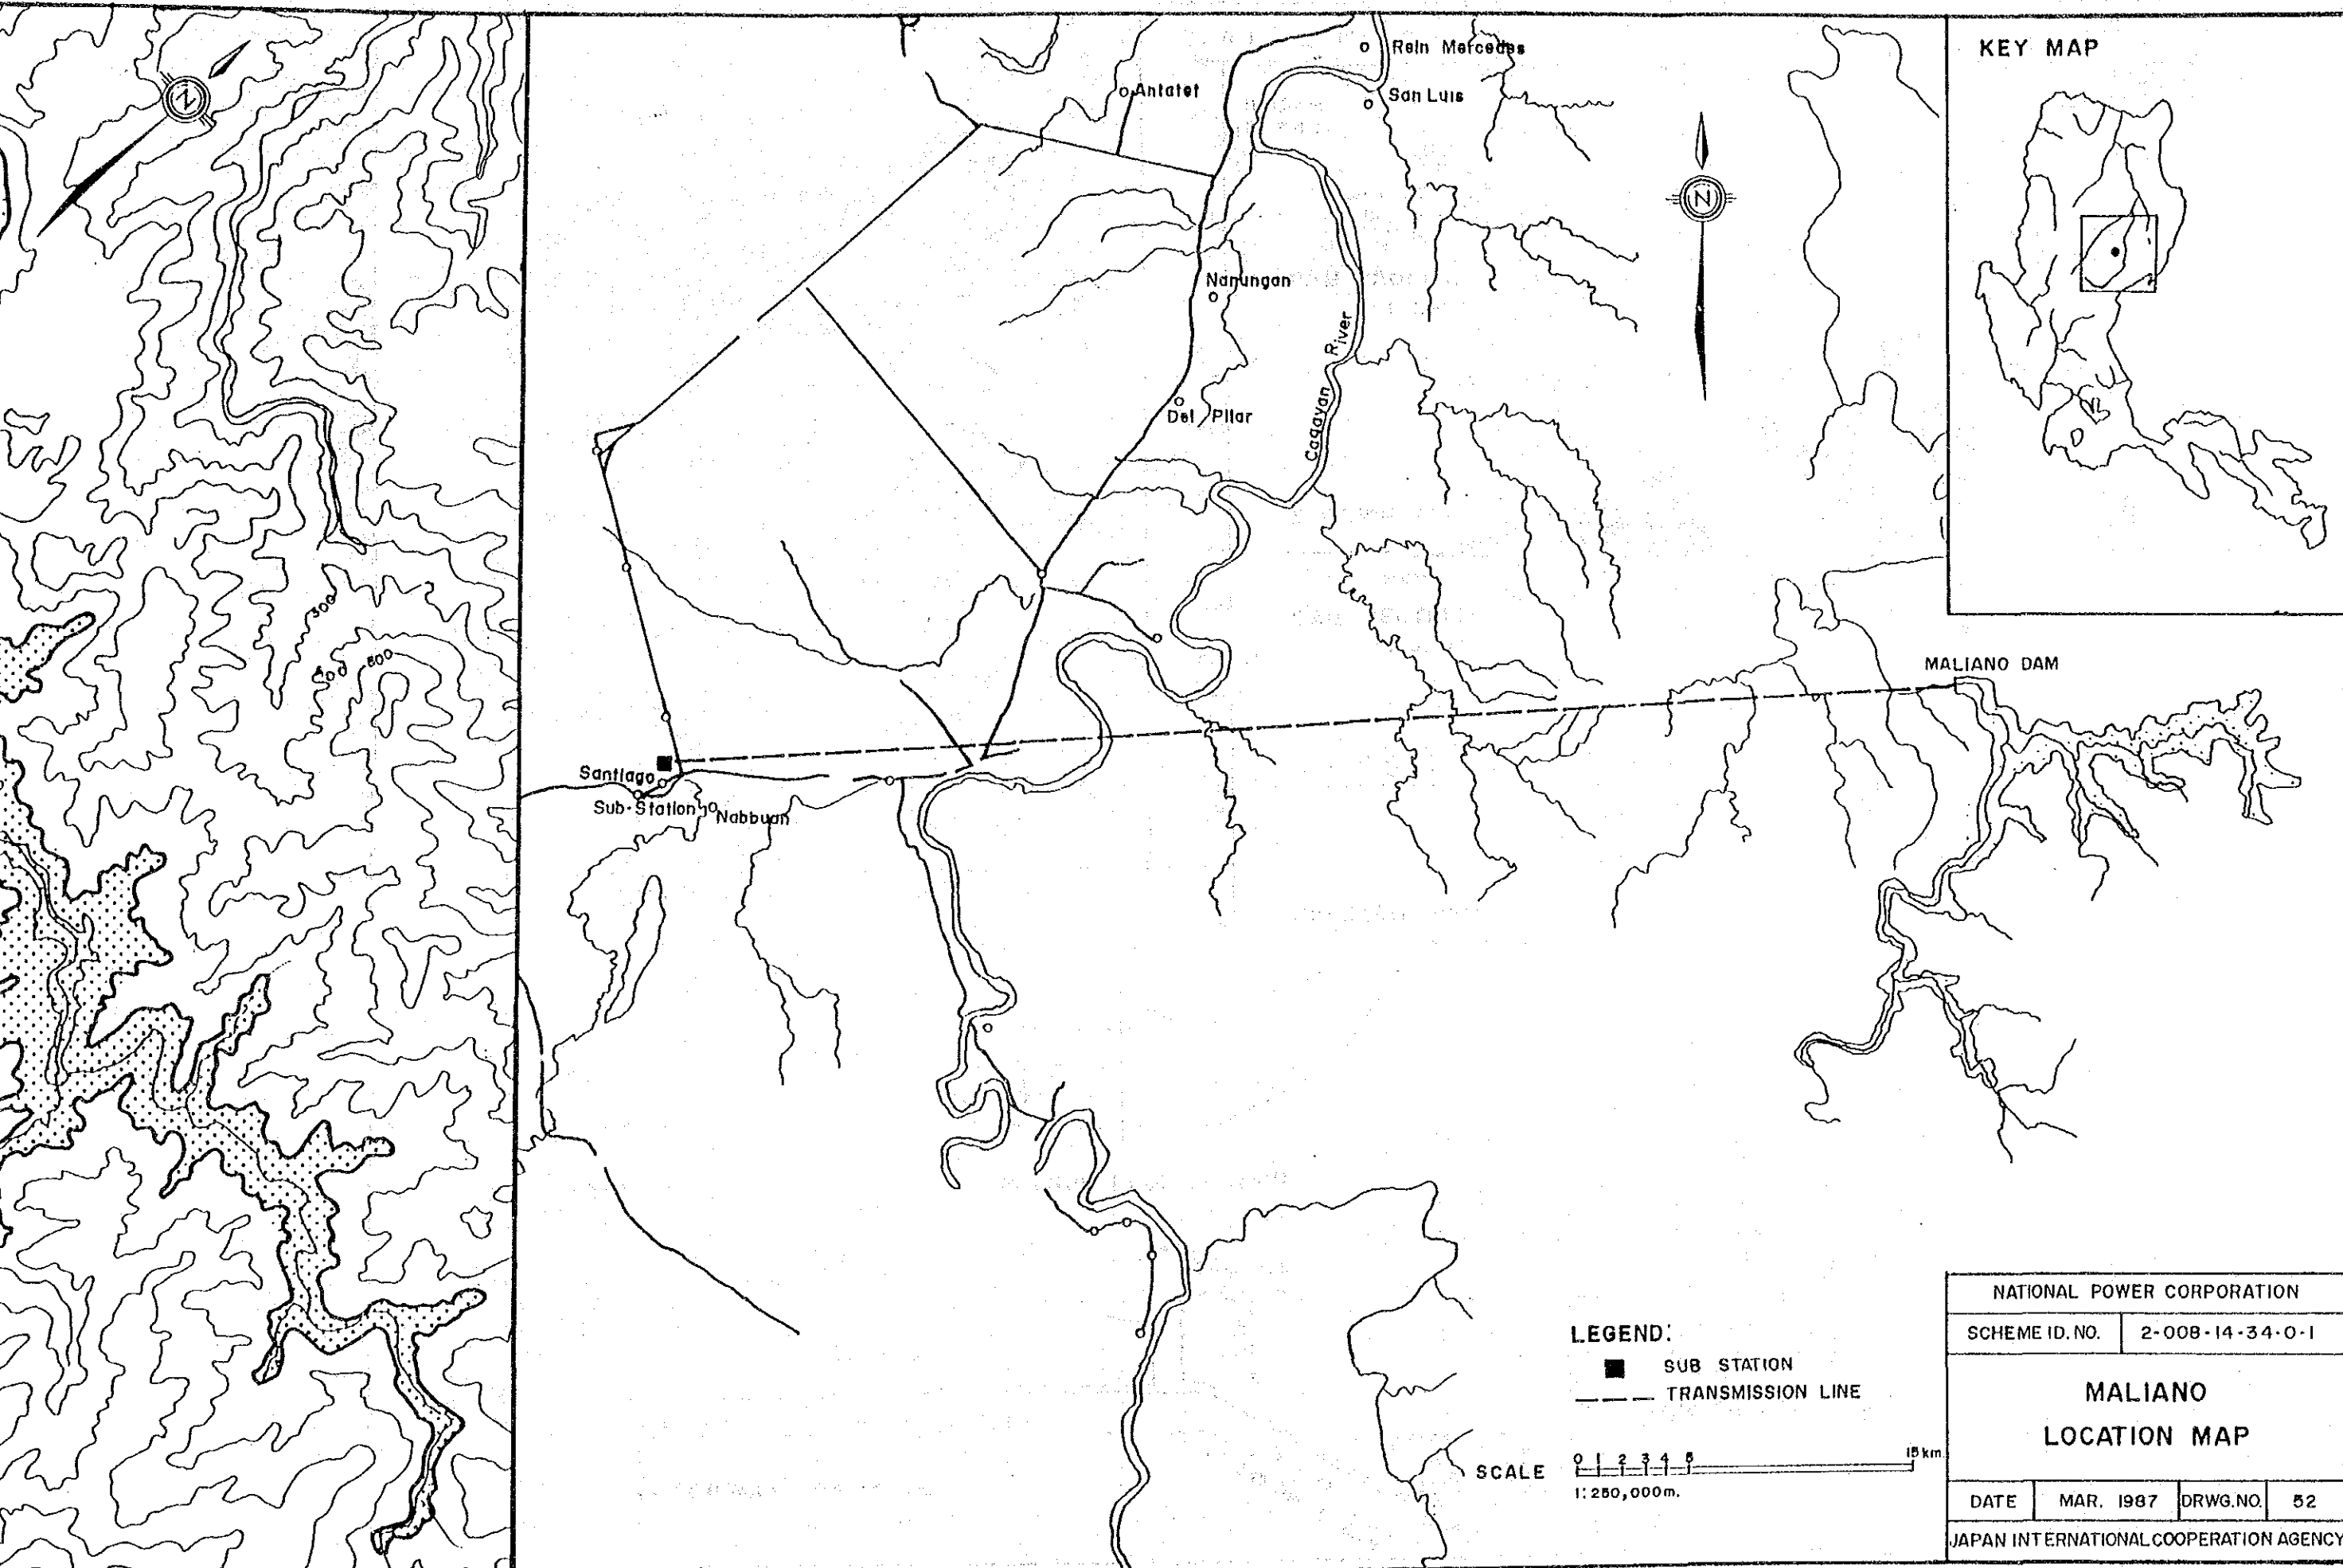 N
300
400
600
Rein Mercedes
Antatet
San Luis
N
Nanungan
Cagayan River
Del Pilar
MALIANO DAM
Santiago
Sub-Station
Nabbuan
KEY MAP
LEGEND:
SUB STATION
TRANSMISSION LINE
SCALE 0 1 2 3 4 5 15 km.
1:250,000m.
NATIONAL POWER CORPORATION
SCHEME ID. NO. 2-008-14-34-0-1
MALIANO
LOCATION MAP
DATE MAR. 1987 DRWG.NO. 52
JAPAN INTERNATIONAL COOPERATION AGENCY